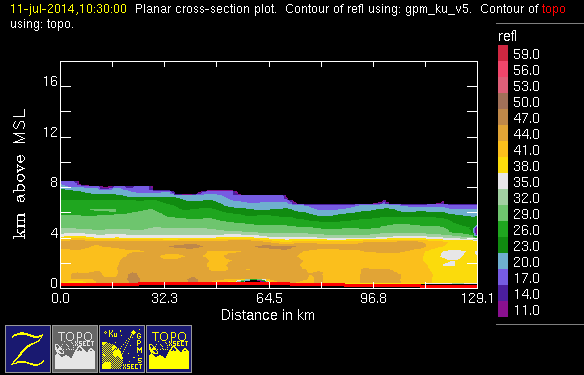 11-jul-2014,10:30:00 Planar cross-section plot. Contour of refl using: gpm_ku_v5. Contour of topo
using: topo.
refl
59.0
56.0
53.0
50.0
47.0
44.0
41.0
38.0
35.0
32.0
29.0
26.0
23.0
20.0
17.0
14.0
11.0
km above MSL
16
12
8
4
0
0.0 32.3 64.5 96.8 129.1
Distance in km
Z
TOPO
XSECT
"Ku"
GPM
XSECT
TOPO
XSECT